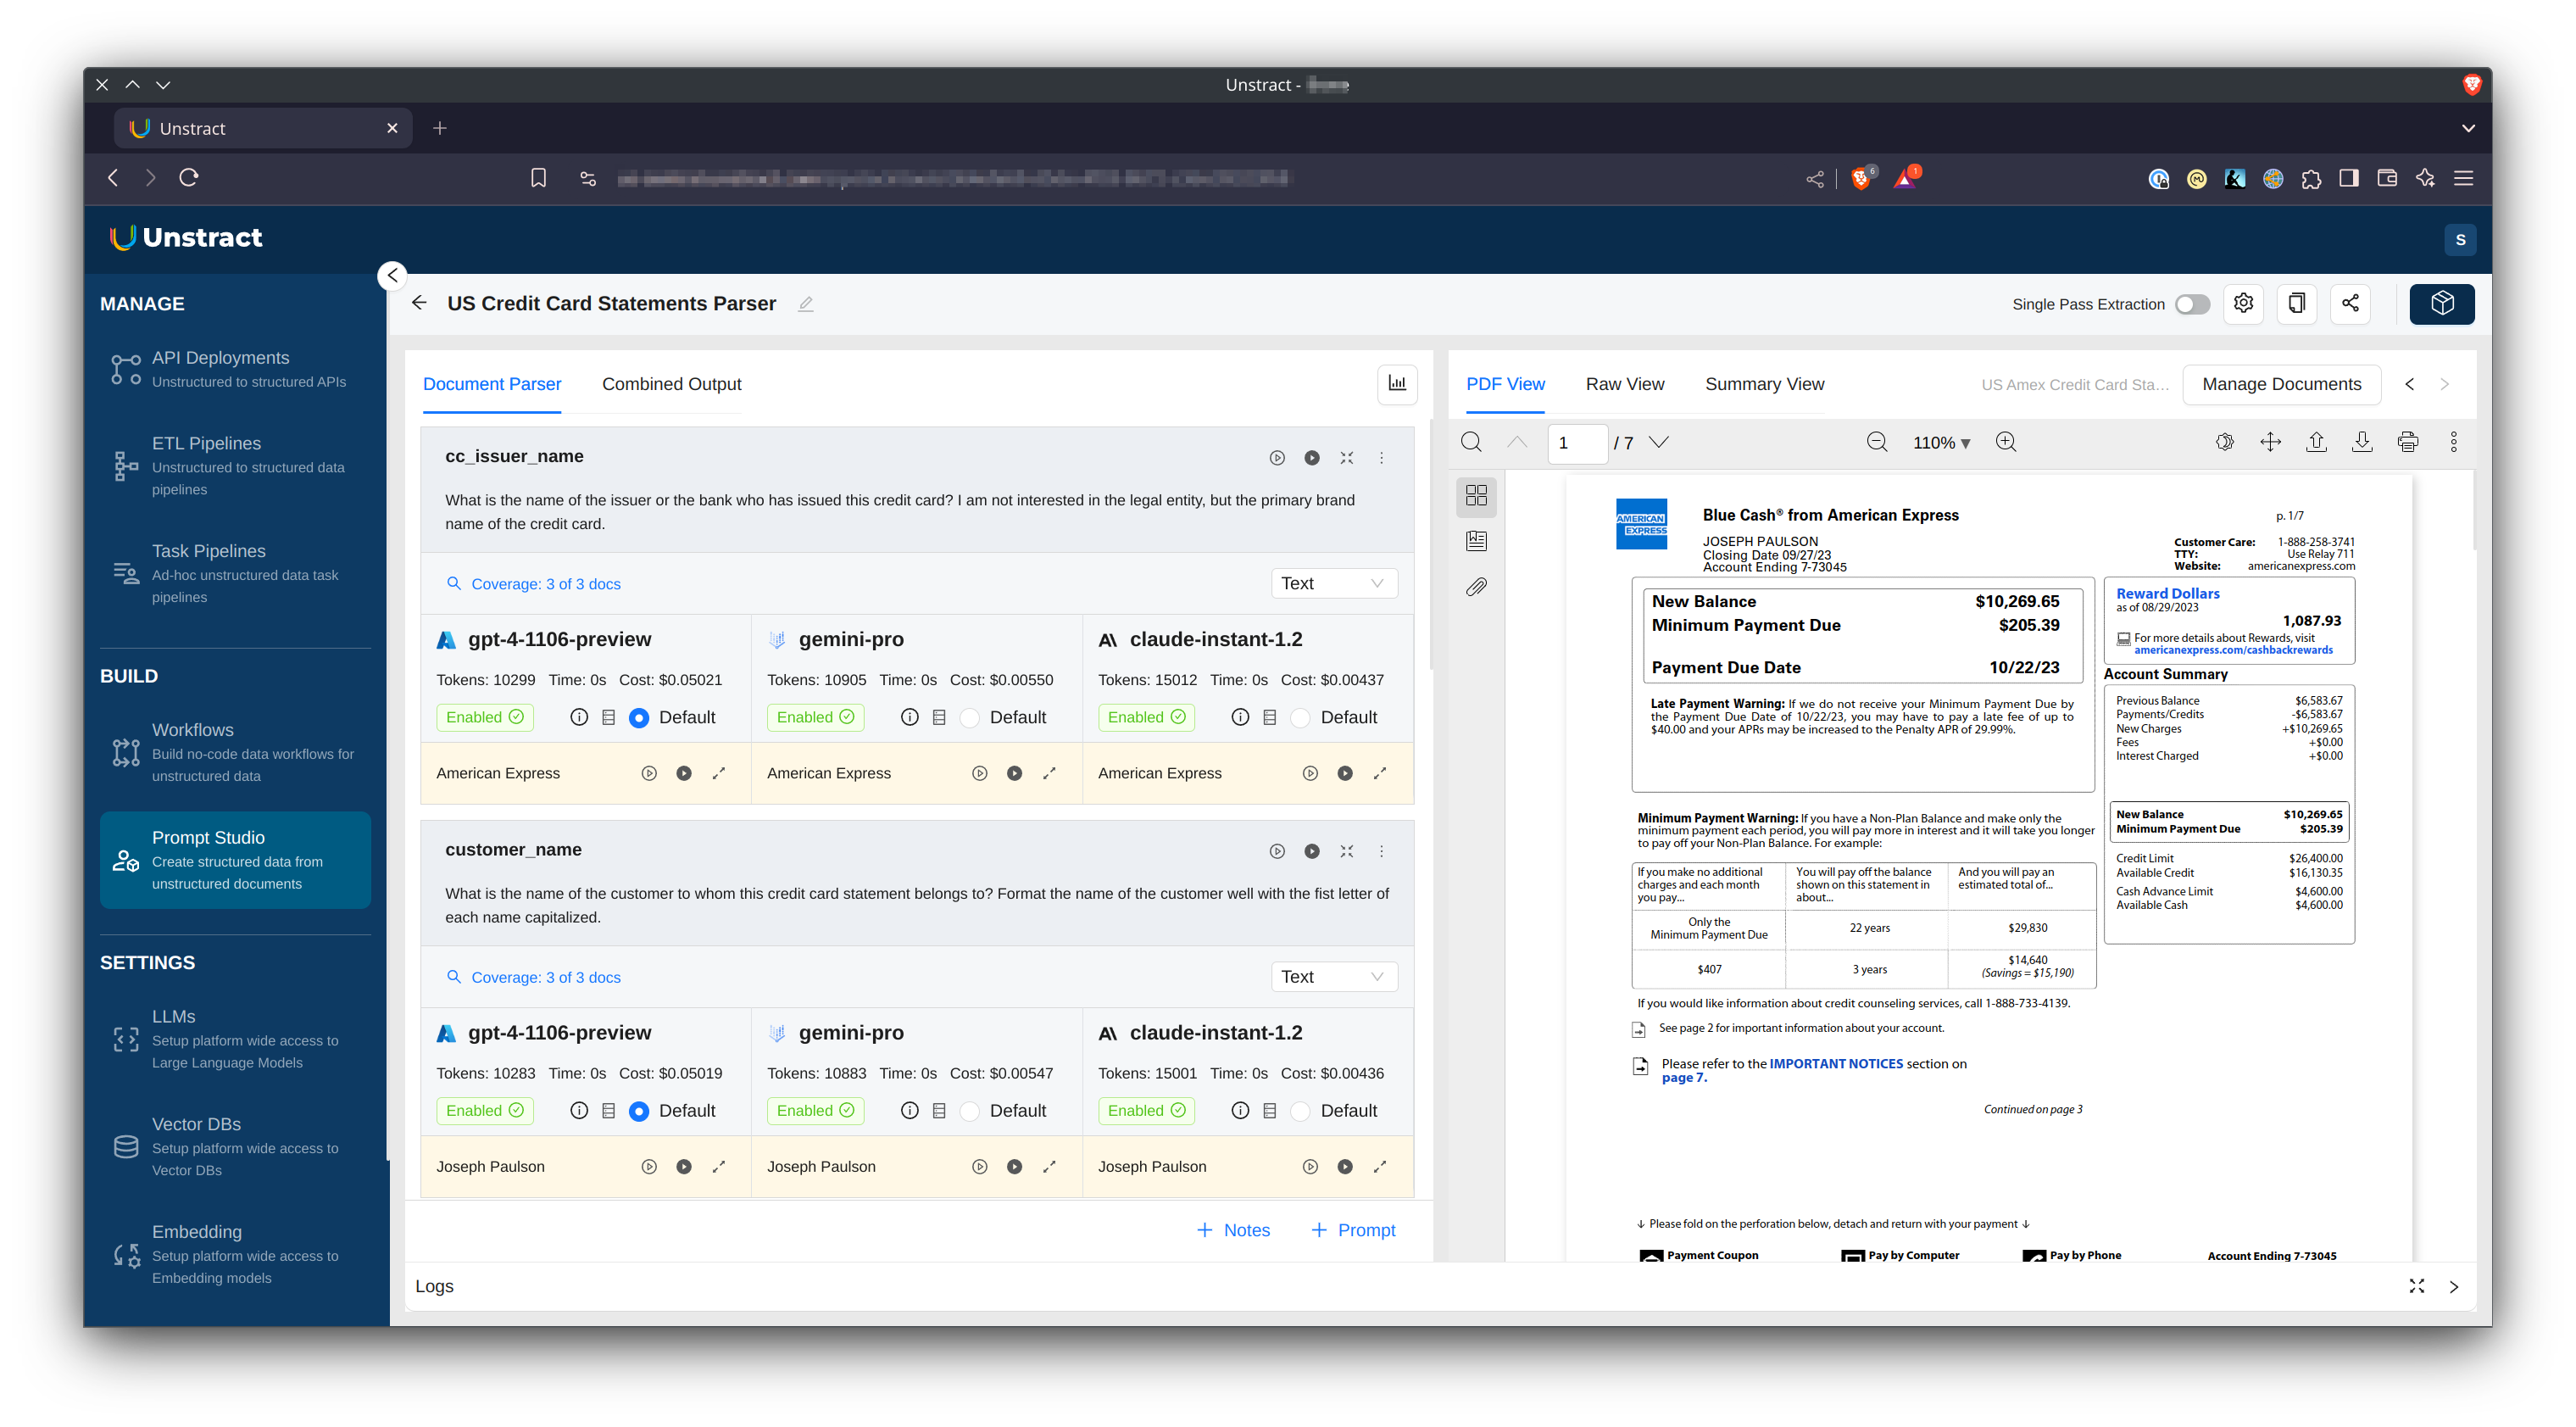 Unstract -
Unstract
6
1
Unstract
S
MANAGE
API Deployments
Unstructured to structured APIs
ETL Pipelines
Unstructured to structured data
pipelines
Task Pipelines
Ad-hoc unstructured data task
pipelines
BUILD
Workflows
Build no-code data workflows for
unstructured data
Prompt Studio
Create structured data from
unstructured documents
SETTINGS
LLMs
Setup platform wide access to
Large Language Models
Vector DBs
Setup platform wide access to
Vector DBs
Embedding
Setup platform wide access to
Embedding models
US Credit Card Statements Parser
Single Pass Extraction
Document Parser Combined Output
cc_issuer_name
What is the name of the issuer or the bank who has issued this credit card? I am not interested in the legal entity, but the primary brand
name of the credit card.
Coverage: 3 of 3 docs
Text
gpt-4-1106-preview gemini-pro claude-instant-1.2
Tokens: 10299 Time: 0s Cost: $0.05021 Tokens: 10905 Time: 0s Cost: $0.00550 Tokens: 15012 Time: 0s Cost: $0.00437
Enabled Default Enabled Default Enabled Default
American Express American Express American Express
customer_name
What is the name of the customer to whom this credit card statement belongs to? Format the name of the customer well with the fist letter of
each name capitalized.
Coverage: 3 of 3 docs
Text
gpt-4-1106-preview gemini-pro claude-instant-1.2
Tokens: 10283 Time: 0s Cost: $0.05019 Tokens: 10883 Time: 0s Cost: $0.00547 Tokens: 15001 Time: 0s Cost: $0.00436
Enabled Default Enabled Default Enabled Default
Joseph Paulson Joseph Paulson Joseph Paulson
Notes Prompt
Logs
PDF View Raw View Summary View
US Amex Credit Card Sta...
Manage Documents
1 / 7
110%
AMERICAN
EXPRESS
Blue Cash® from American Express
p. 1/7
JOSEPH PAULSON
Closing Date 09/27/23
Account Ending 7-73045
Customer Care: 1-888-258-3741
TTY: Use Relay 711
Website: americanexpress.com
New Balance $10,269.65
Minimum Payment Due $205.39
Payment Due Date 10/22/23
Late Payment Warning: If we do not receive your Minimum Payment Due by
the Payment Due Date of 10/22/23, you may have to pay a late fee of up to
$40.00 and your APRs may be increased to the Penalty APR of 29.99%.
Reward Dollars
as of 08/29/2023
1,087.93
For more details about Rewards, visit
americanexpress.com/cashbackrewards
Account Summary
Previous Balance $6,583.67
Payments/Credits -$6,583.67
New Charges +$10,269.65
Fees +$0.00
Interest Charged +$0.00
New Balance $10,269.65
Minimum Payment Due $205.39
Credit Limit $26,400.00
Available Credit $16,130.35
Cash Advance Limit $4,600.00
Available Cash $4,600.00
Minimum Payment Warning: If you have a Non-Plan Balance and make only the
minimum payment each period, you will pay more in interest and it will take you longer
to pay off your Non-Plan Balance. For example:
If you make no additional
charges and each month
you pay...
You will pay off the balance
shown on this statement in
about...
And you will pay an
estimated total of...
Only the
Minimum Payment Due
22 years
$29,830
$407
3 years
$14,640
(Savings = $15,190)
If you would like information about credit counseling services, call 1-888-733-4139.
See page 2 for important information about your account.
Please refer to the IMPORTANT NOTICES section on
page 7.
Continued on page 3
↓ Please fold on the perforation below, detach and return with your payment ↓
Payment Coupon Pay by Computer Pay by Phone Account Ending 7-73045